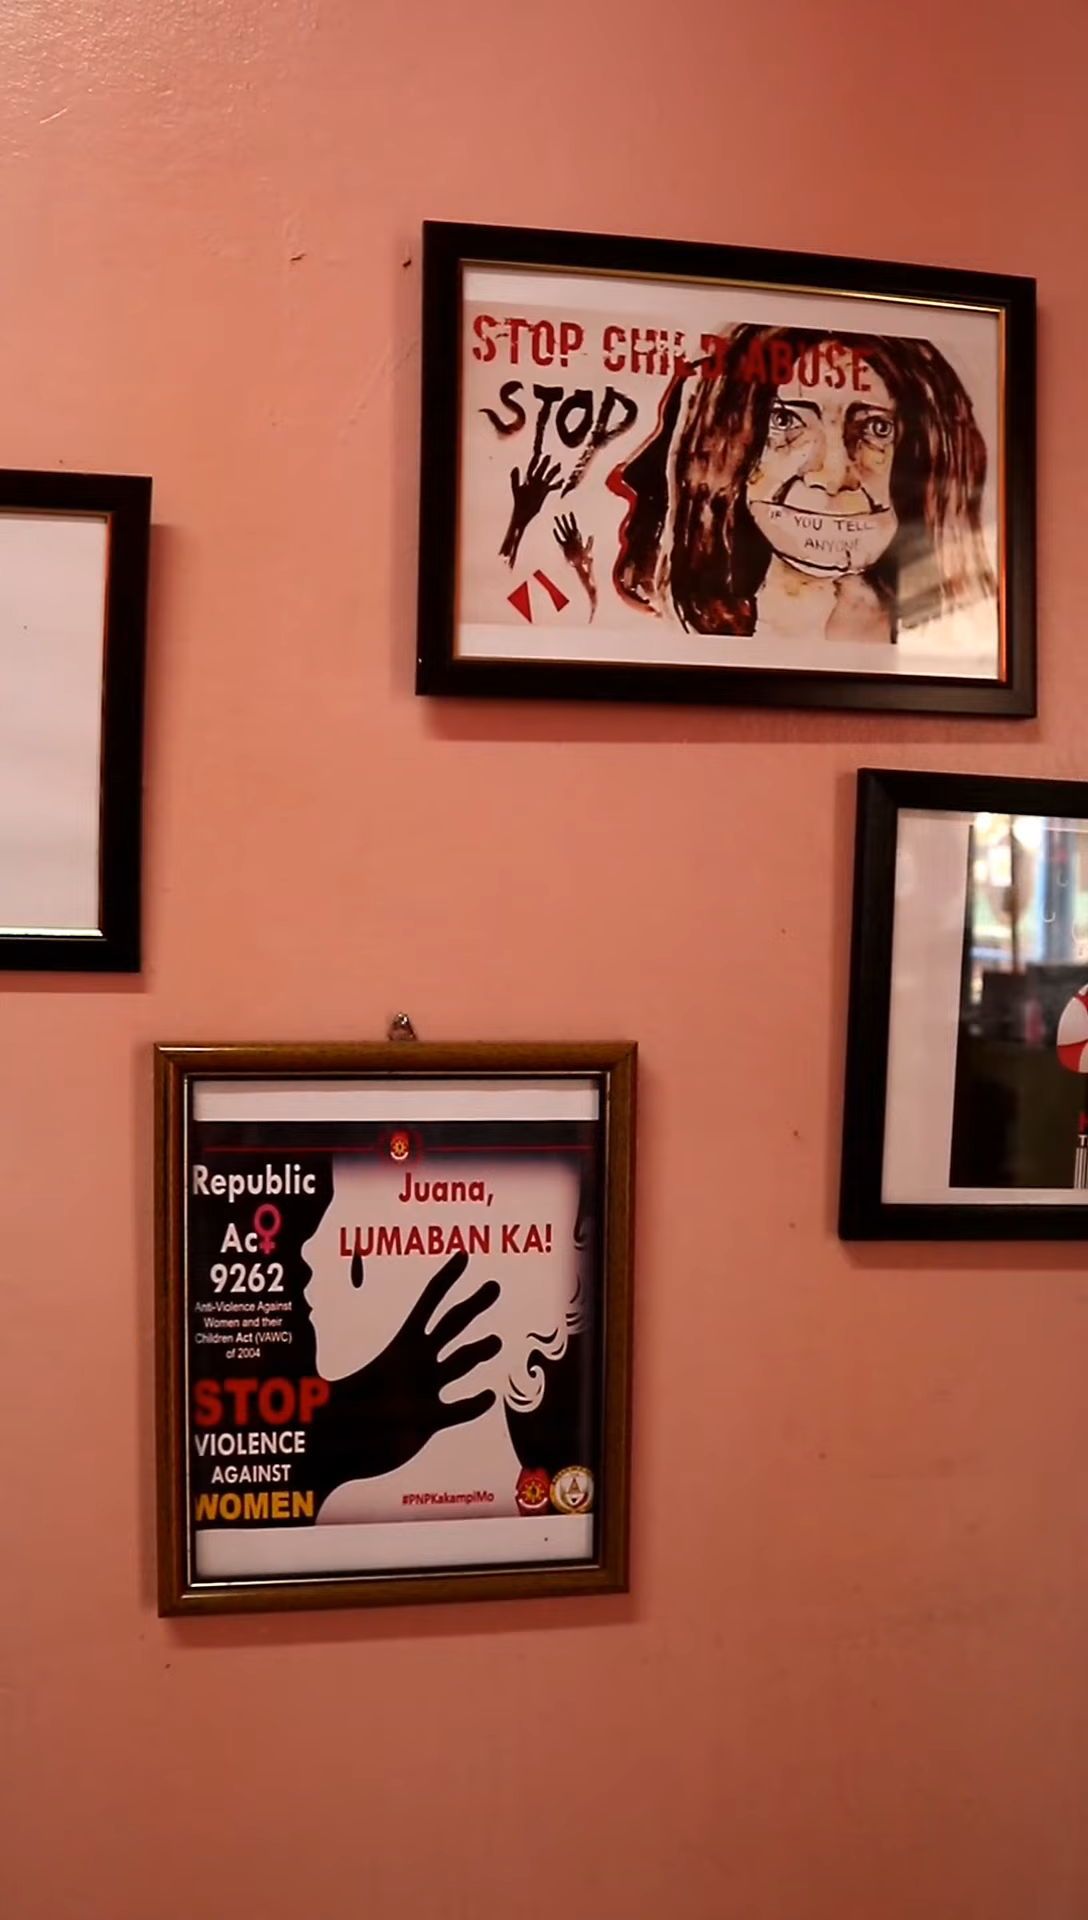 STOP CHILD ABUSE
STOP
IF YOU TELL
ANYONE
Republic
Act
9262
Anti-Violence Against
Women and their
Children Act (VAWC)
of 2004
STOP
VIOLENCE
AGAINST
WOMEN
Juana,
LUMABAN KA!
#PNPKakampiMo